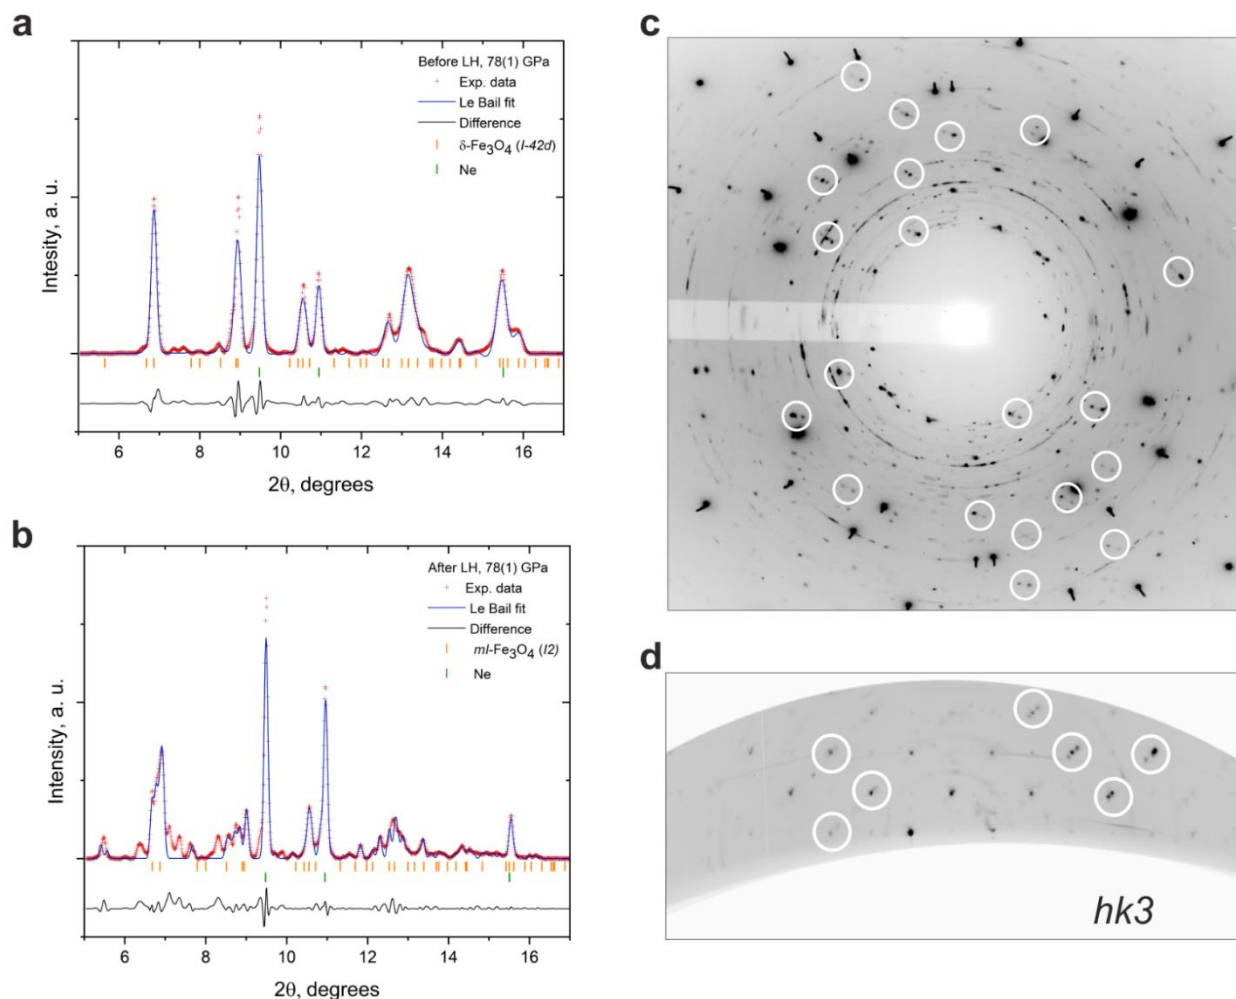 a
Before LH, 78(1) GPa
Exp. data
Le Bail fit
Difference
δ-Fe₃O₄ (I-42d)
Ne
Intesity, a. u.
6 8 10 12 14 16
2θ, degrees
b
After LH, 78(1) GPa
Exp. data
Le Bail fit
Difference
mI-Fe₃O₄ (I2)
Ne
Intensity, a. u.
6 8 10 12 14 16
2θ, degrees
c
d
hk3